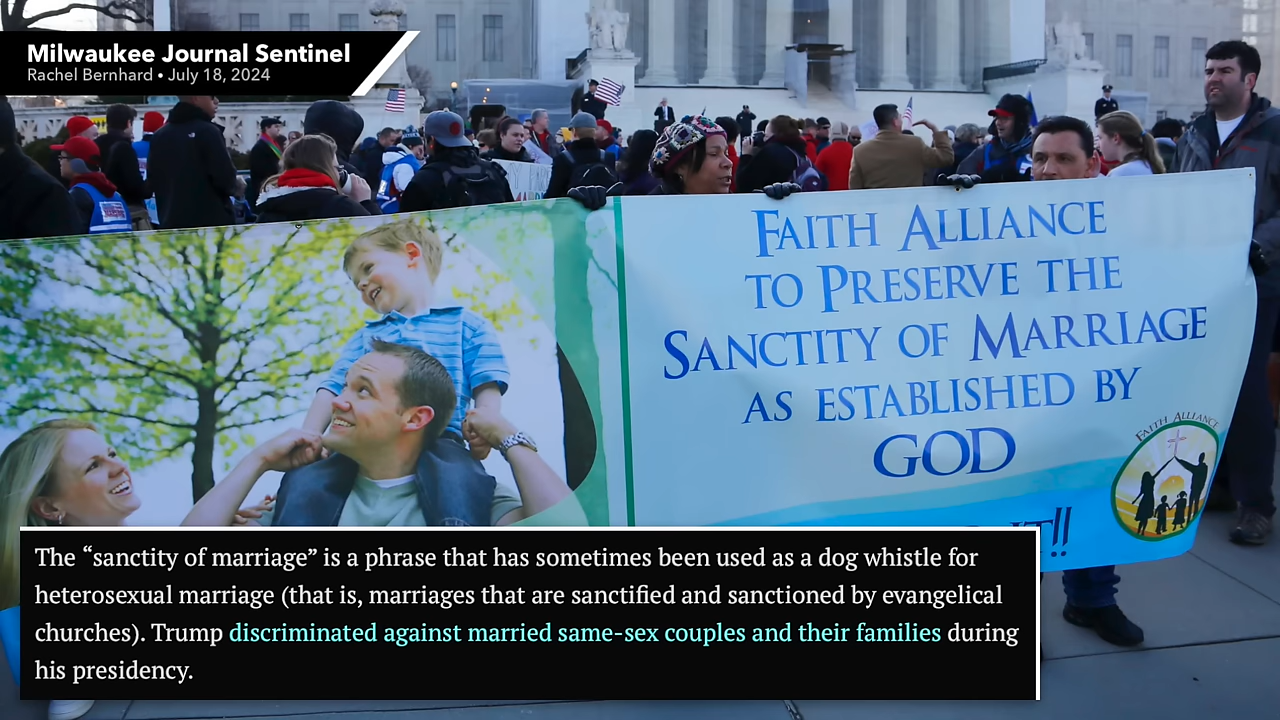 Milwaukee Journal Sentinel
Rachel Bernhard • July 18, 2024
FAITH ALLIANCE
TO PRESERVE THE
SANCTITY OF MARRIAGE
AS ESTABLISHED BY
GOD
FAITH ALLIANCE
The “sanctity of marriage” is a phrase that has sometimes been used as a dog whistle for
heterosexual marriage (that is, marriages that are sanctified and sanctioned by evangelical
churches). Trump discriminated against married same-sex couples and their families during
his presidency.